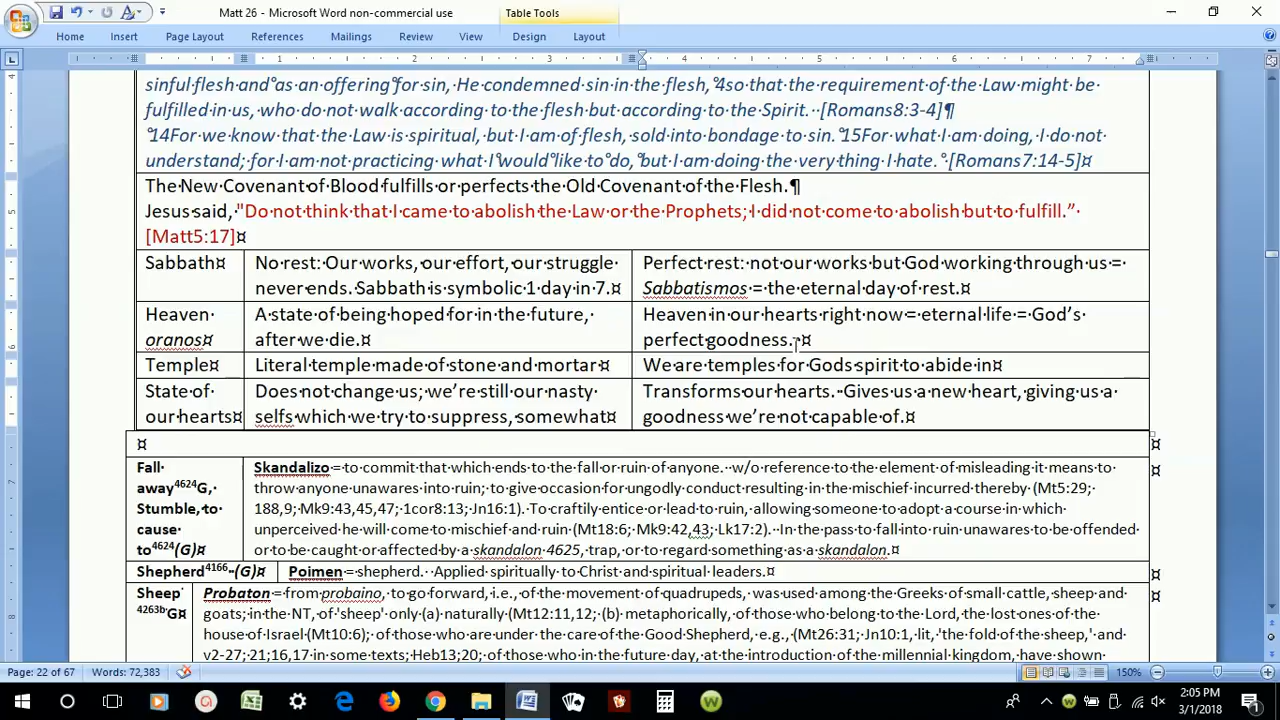 Matt 26 - Microsoft Word non-commercial use
Table Tools
Home Insert Page Layout References Mailings Review View Design Layout
sinful flesh and as an offering for sin, He condemned sin in the flesh, 4so that the requirement of the Law might be
fulfilled in us, who do not walk according to the flesh but according to the Spirit. [Romans8:3-4]¶
14For we know that the Law is spiritual, but I am of flesh, sold into bondage to sin. 15For what I am doing, I do not
understand; for I am not practicing what I would like to do, but I am doing the very thing I hate. [Romans7:14-5]¤
The New Covenant of Blood fulfills or perfects the Old Covenant of the Flesh.¶
Jesus said, "Do not think that I came to abolish the Law or the Prophets; I did not come to abolish but to fulfill.”
[Matt5:17]¤
Sabbath¤
No rest: Our works, our effort, our struggle
never ends. Sabbath is symbolic 1 day in 7.¤
Perfect rest: not our works but God working through us =
Sabbatismos = the eternal day of rest.¤
Heaven
oranos¤
A state of being hoped for in the future,
after we die.¤
Heaven in our hearts right now = eternal life = God’s
perfect goodness. ¤
Temple¤
Literal temple made of stone and mortar¤
We are temples for Gods spirit to abide in¤
State of
our hearts¤
Does not change us; we’re still our nasty
selfs which we try to suppress, somewhat¤
Transforms our hearts. Gives us a new heart, giving us a
goodness we’re not capable of.¤
¤
¤
Fall
away4624G,
Stumble, to
cause
to4624(G)¤
Skandalizo = to commit that which ends to the fall or ruin of anyone. w/o reference to the element of misleading it means to
throw anyone unawares into ruin; to give occasion for ungodly conduct resulting in the mischief incurred thereby (Mt5:29;
188,9; Mk9:43,45,47; 1cor8:13; Jn16:1). To craftily entice or lead to ruin, allowing someone to adopt a course in which
unperceived he will come to mischief and ruin (Mt18:6; Mk9:42,43; Lk17:2). In the pass to fall into ruin unawares to be offended
or to be caught or affected by a skandalon 4625, trap, or to regard something as a skandalon.¤
¤
Shepherd4166 (G)¤
Poimen = shepherd. Applied spiritually to Christ and spiritual leaders.¤
¤
Sheep
4263b G¤
Probaton = from probaino, to go forward, i.e., of the movement of quadrupeds, was used among the Greeks of small cattle, sheep and
goats; in the NT, of 'sheep' only (a) naturally (Mt12:11,12; (b) metaphorically, of those who belong to the Lord, the lost ones of the
house of Israel (Mt10:6); of those who are under the care of the Good Shepherd, e.g., (Mt26:31; Jn10:1, lit, 'the fold of the sheep,' and
v2-27; 21;16,17 in some texts; Heb13;20; of those who in the future day, at the introduction of the millennial kingdom, have shown
¤
Page: 22 of 67 Words: 72,383 150%
2:05 PM
3/1/2018